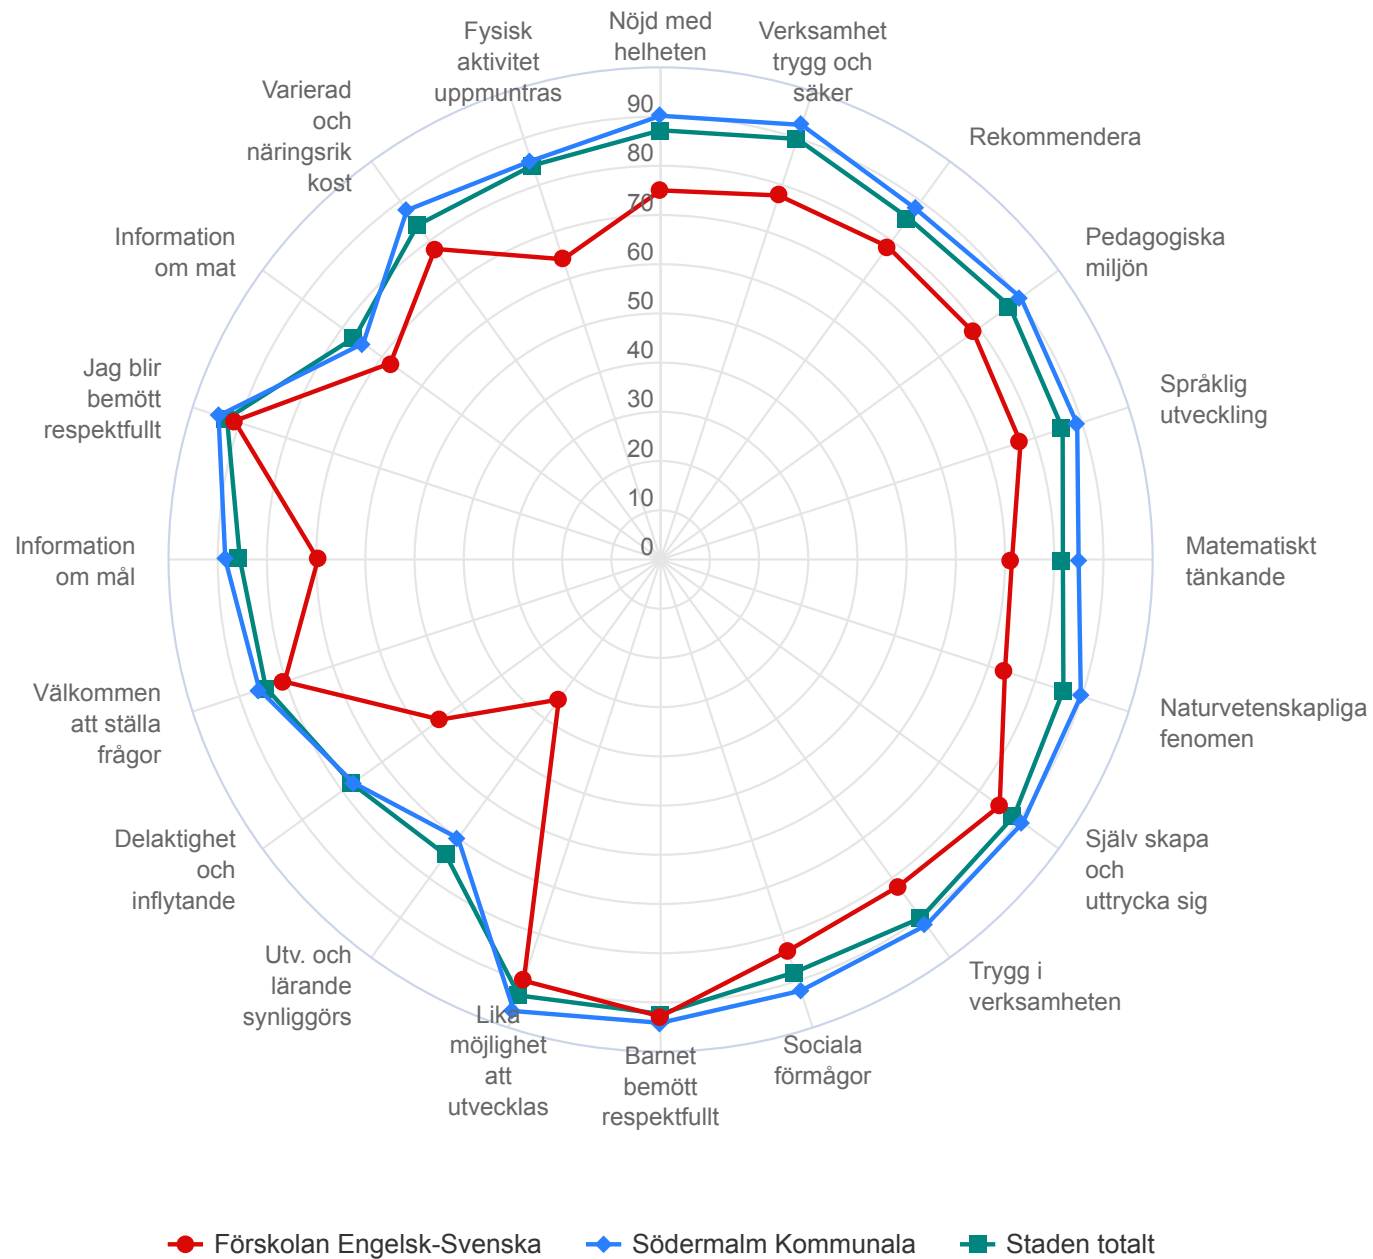 Nöjd med
helheten
Verksamhet
trygg och
säker
Rekommendera
Pedagogiska
miljön
Språklig
utveckling
Matematiskt
tänkande
Naturvetenskapliga
fenomen
Själv skapa
och
uttrycka sig
Trygg i
verksamheten
Sociala
förmågor
Barnet
bemött
respektfullt
Lika
möjlighet
att
utvecklas
Utv. och
lärande
synliggörs
Delaktighet
och
inflytande
Välkommen
att ställa
frågor
Information
om mål
Jag blir
bemött
respektfullt
Information
om mat
Varierad
och
näringsrik
kost
Fysisk
aktivitet
uppmuntras
90
80
70
60
50
40
30
20
10
0
Förskolan Engelsk-Svenska
Södermalm Kommunala
Staden totalt